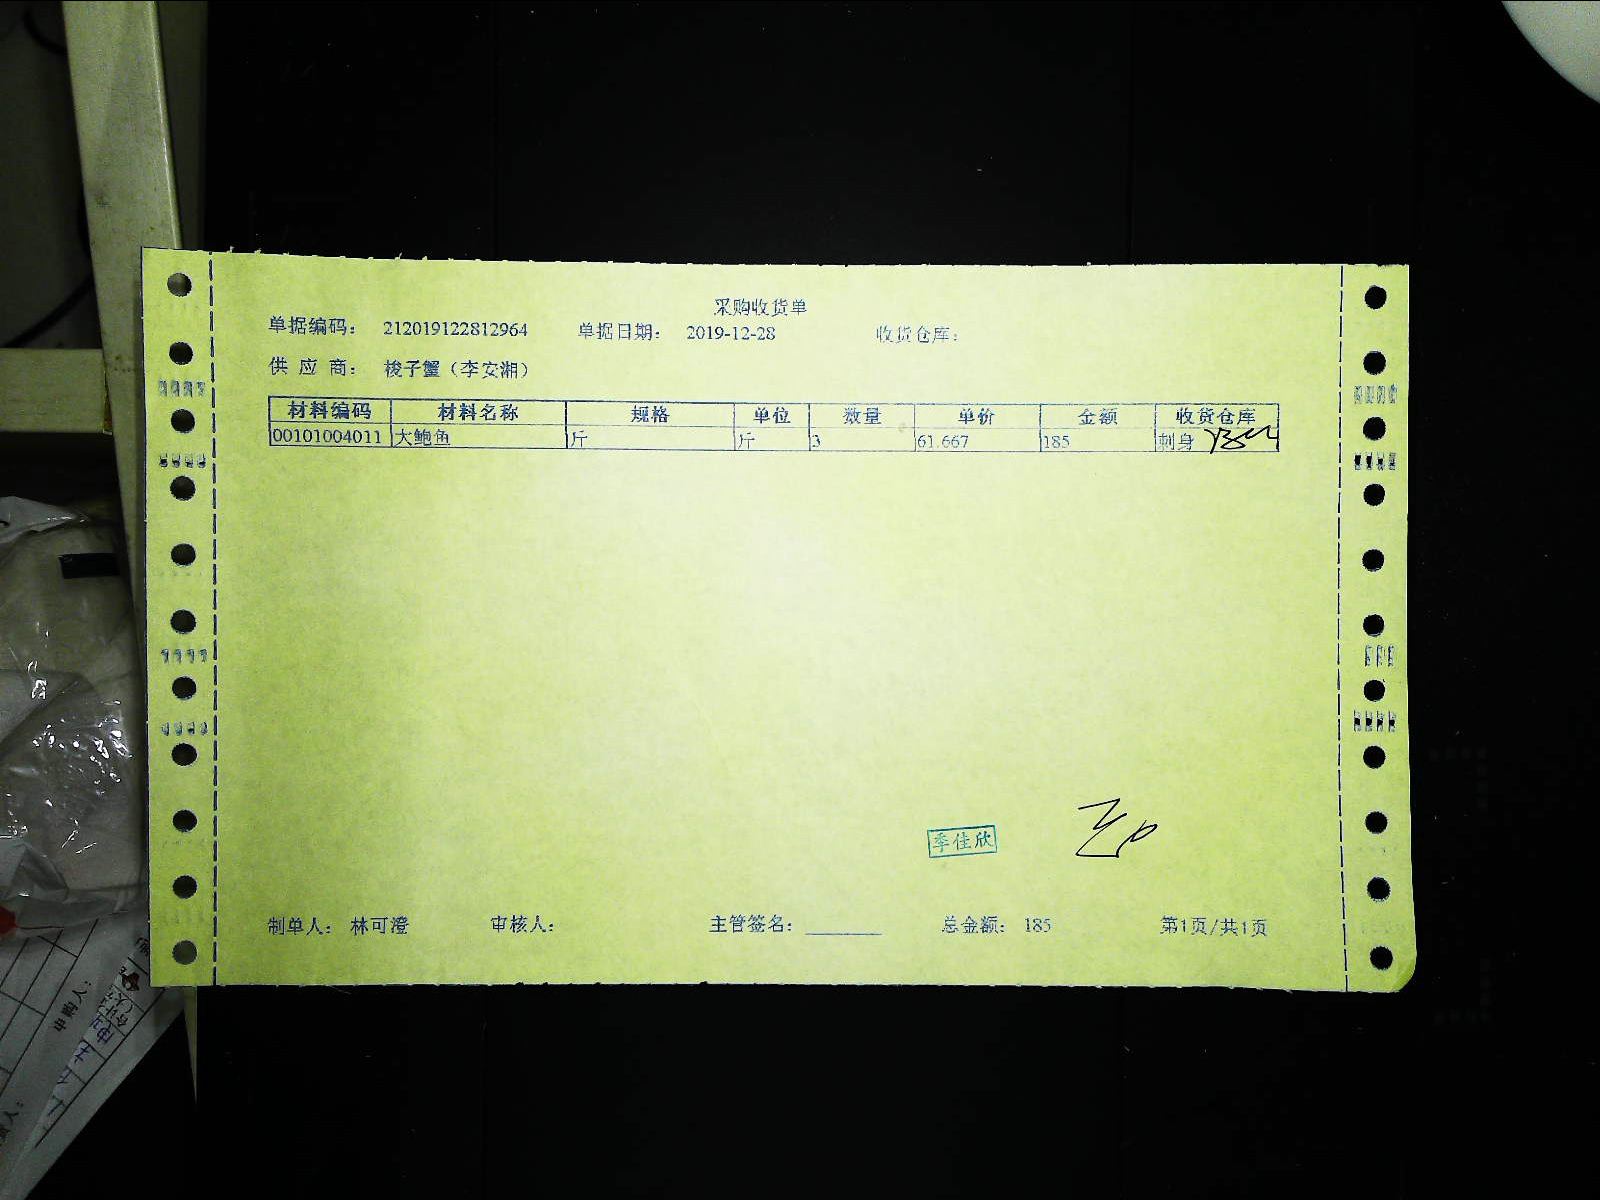 采购收货单
单据编码： 212019122812964 单据日期： 2019-12-28 收货仓库：
供 应 商： 梭子蟹（李安湘）
材料编码 材料名称 规格 单位 数量 单价 金额 收货仓库
00101004011 大鲍鱼 斤 斤 3 61.667 185 刺身
季佳欣
制单人： 林可澄 审核人： 主管签名： 总金额： 185 第1页/共1页
申购人：